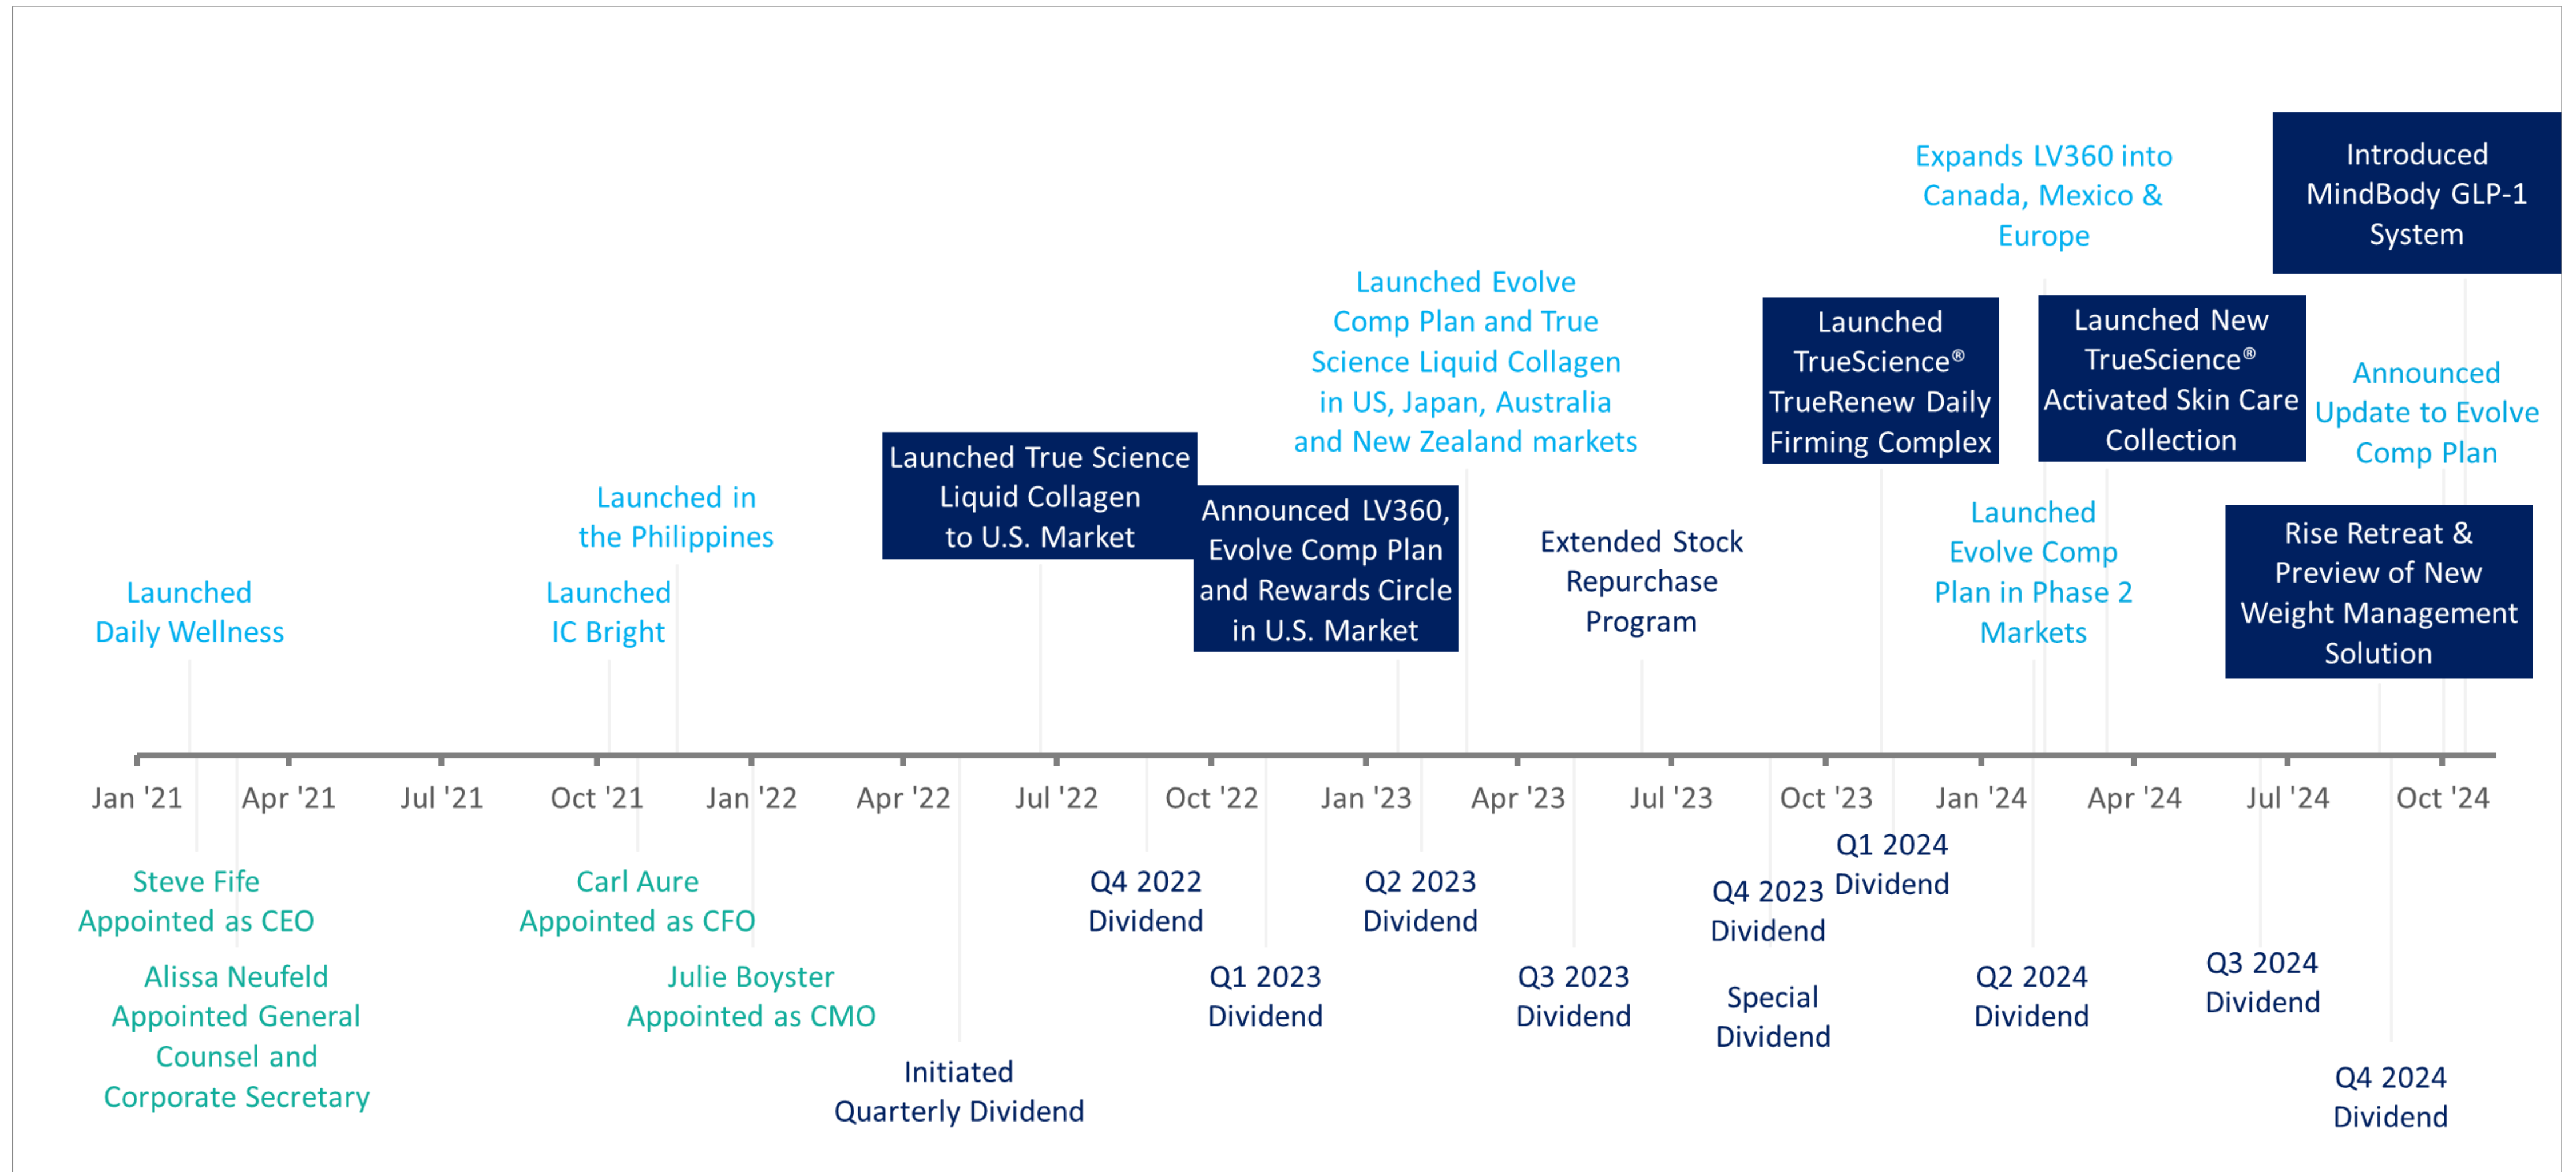 Launched
Daily Wellness
Launched in
the Philippines
Launched
IC Bright
Launched True Science
Liquid Collagen
to U.S. Market
Announced LV360,
Evolve Comp Plan
and Rewards Circle
in U.S. Market
Launched Evolve
Comp Plan and True
Science Liquid Collagen
in US, Japan, Australia
and New Zealand markets
Extended Stock
Repurchase
Program
Launched
TrueScience®
TrueRenew Daily
Firming Complex
Expands LV360 into
Canada, Mexico &
Europe
Launched
Evolve Comp
Plan in Phase 2
Markets
Launched New
TrueScience®
Activated Skin Care
Collection
Introduced
MindBody GLP-1
System
Announced
Update to Evolve
Comp Plan
Rise Retreat &
Preview of New
Weight Management
Solution
Jan '21 Apr '21 Jul '21 Oct '21 Jan '22 Apr '22 Jul '22 Oct '22 Jan '23 Apr '23 Jul '23 Oct '23 Jan '24 Apr '24 Jul '24 Oct '24
Steve Fife
Appointed as CEO
Alissa Neufeld
Appointed General
Counsel and
Corporate Secretary
Carl Aure
Appointed as CFO
Julie Boyster
Appointed as CMO
Initiated
Quarterly Dividend
Q4 2022
Dividend
Q1 2023
Dividend
Q2 2023
Dividend
Q3 2023
Dividend
Q4 2023
Dividend
Special
Dividend
Q1 2024
Dividend
Q2 2024
Dividend
Q3 2024
Dividend
Q4 2024
Dividend